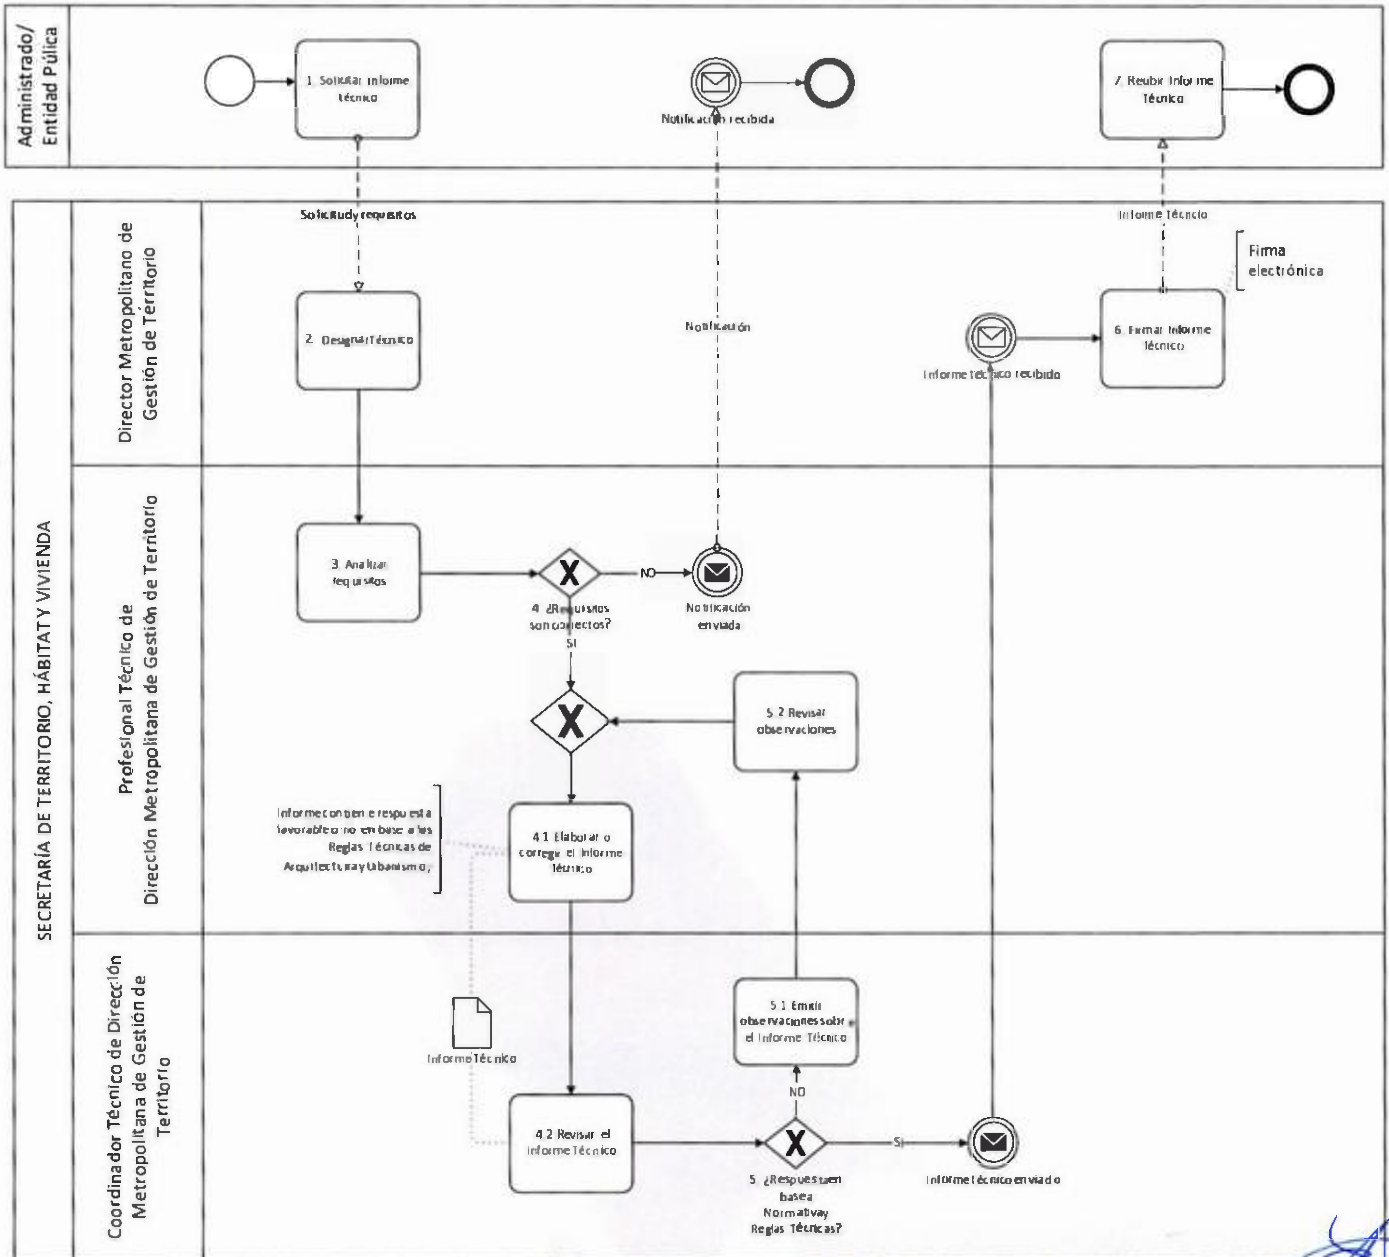 Administrado/
Entidad Púlica
1. Solicitar informe
técnico
Notificación recibida
7. Recibir Informe
Técnico
Solicitud y requisitos
Informe Técnico
SECRETARÍA DE TERRITORIO, HÁBITAT Y VIVIENDA
Director Metropolitano de
Gestión de Térritorio
2. Designar Técnico
Notificación
Informe técnico recibido
6. Firmar Informe
Técnico
Firma
electrónica
Profesional Técnico de
Dirección Metropolitana de Gestión de Territorio
3. Analizar
requisitos
4. ¿Requisitos
son correctos?
NO
SI
Notificación
enviada
5.2 Revisar
observaciones
Informe contiene respuesta
favorable o no en base a las
Reglas Técnicas de
Arquitectura y Urbanismo;
4.1 Elaborar o
corregir el Informe
Técnico
Coordinador Técnico de Dirección
Metropolitana de Gestión de
Territorio
Informe Técnico
5.1 Emitir
observaciones sobre
el Informe Técnico
NO
4.2 Revisar el
Informe Técnico
5. ¿Respuesta en
base a
Normativa y
Reglas Técnicas?
SI
Informe técnico enviado